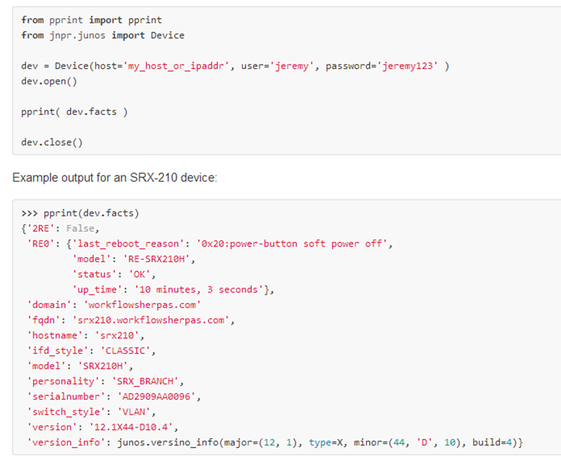 from pprint import pprint
from jnpr.junos import Device
dev = Device(host='my_host_or_ipaddr', user='jeremy', password='jeremy123' )
dev.open()
pprint( dev.facts )
dev.close()
Example output for an SRX-210 device:
>>> pprint(dev.facts)
{'2RE': False,
'RE0': {'last_reboot_reason': '0x20:power-button soft power off',
'model': 'RE-SRX210H',
'status': 'OK',
'up_time': '10 minutes, 3 seconds'},
'domain': 'workflowsherpas.com'
'fqdn': 'srx210.workflowsherpas.com',
'hostname': 'srx210',
'ifd_style': 'CLASSIC',
'model': 'SRX210H',
'personality': 'SRX_BRANCH',
'serialnumber': 'AD2909AA0096',
'switch_style': 'VLAN',
'version': '12.1X44-D10.4',
'version_info': junos.versino_info(major=(12, 1), type=X, minor=(44, 'D', 10), build=4)}